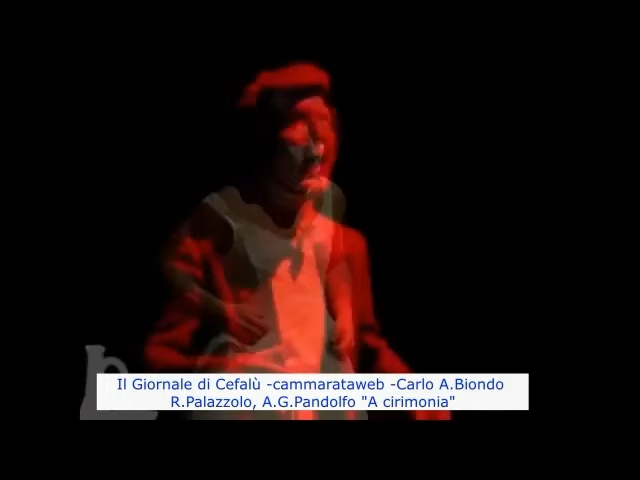 Il Giornale di Cefalù -cammarataweb -Carlo A.Biondo
R.Palazzolo, A.G.Pandolfo "A cirimonia"